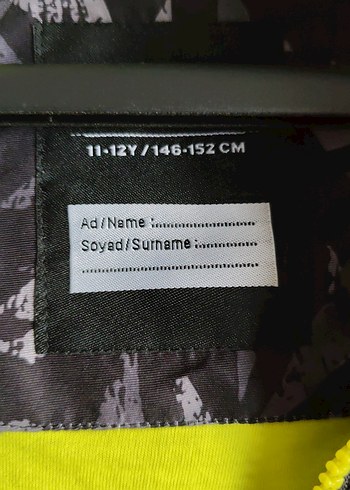 11-12Y / 146-152 CM
Ad/Name :..............................
Soyad/Surname :..................
..................................................